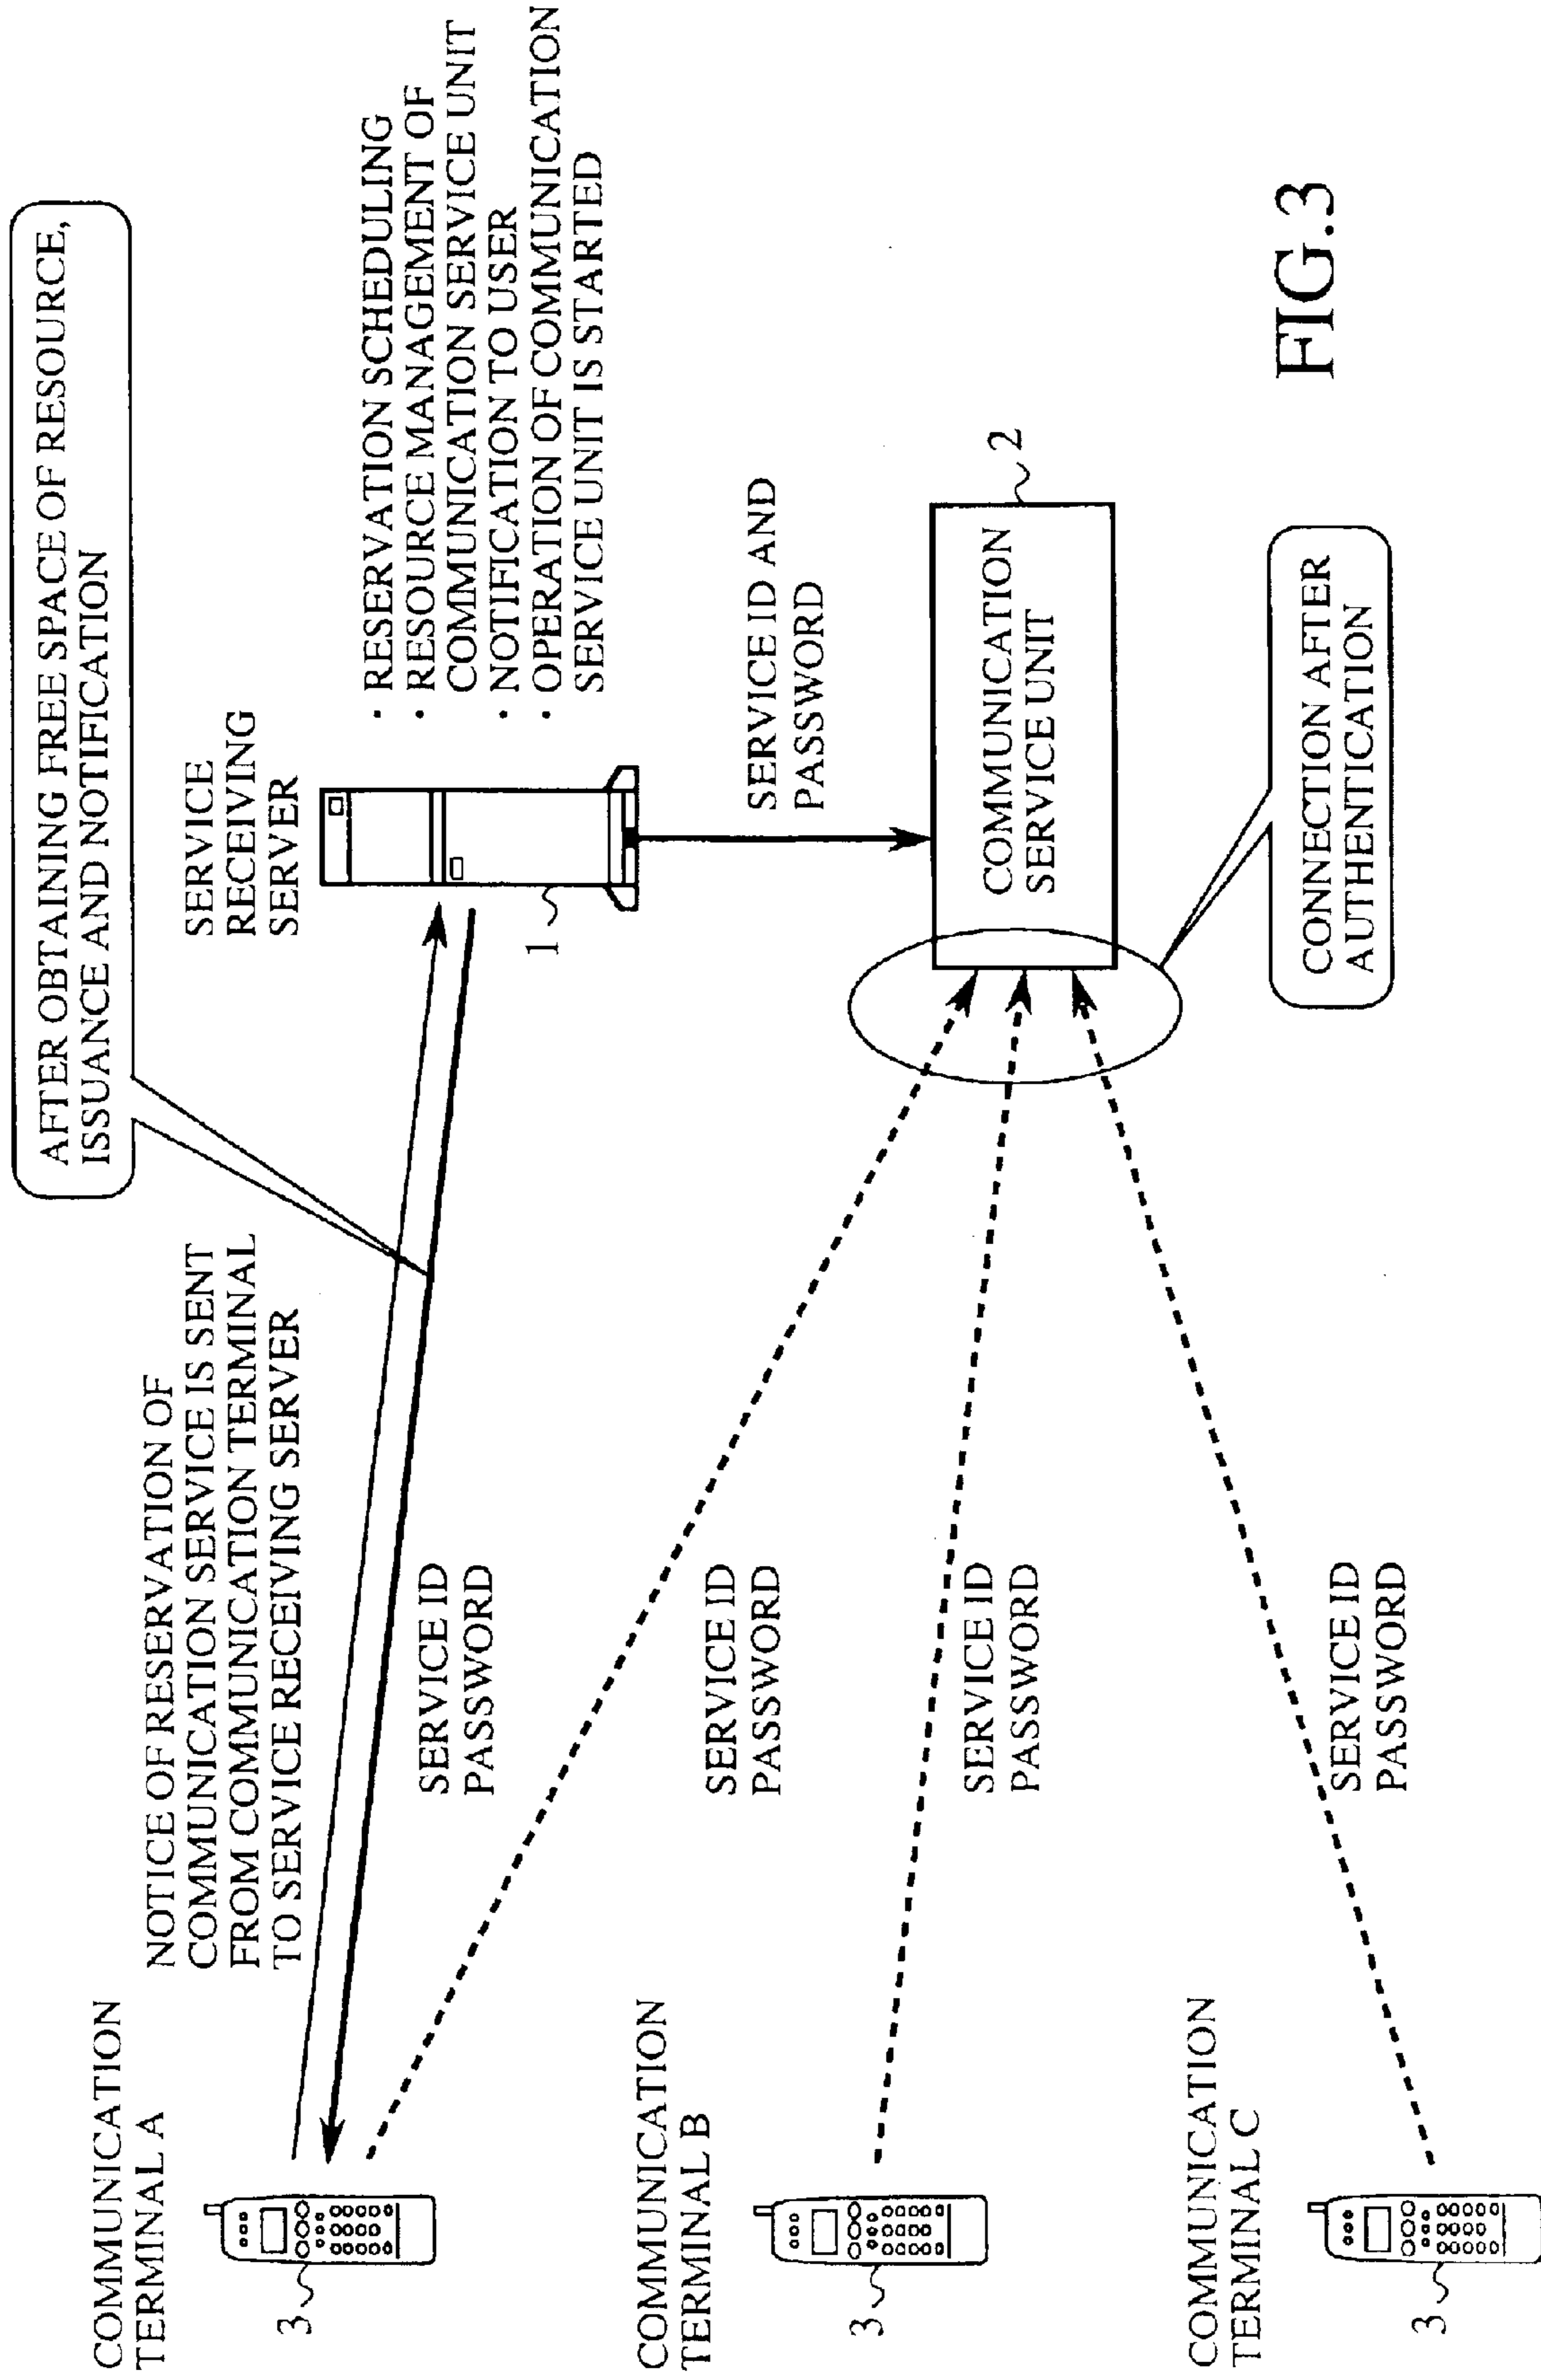 AFTER OBTAINING FREE SPACE OF RESOURCE,
ISSUANCE AND NOTIFICATION
COMMUNICATION
TERMINAL A
3
NOTICE OF RESERVATION OF
COMMUNICATION SERVICE IS SENT
FROM COMMUNICATION TERMINAL
TO SERVICE RECEIVING SERVER
SERVICE
RECEIVING
SERVER
1
· RESERVATION SCHEDULING
· RESOURCE MANAGEMENT OF
COMMUNICATION SERVICE UNIT
· NOTIFICATION TO USER
· OPERATION OF COMMUNICATION
SERVICE UNIT IS STARTED
SERVICE ID
PASSWORD
SERVICE ID AND
PASSWORD
COMMUNICATION
TERMINAL B
3
SERVICE ID
PASSWORD
SERVICE ID
PASSWORD
COMMUNICATION
SERVICE UNIT
2
COMMUNICATION
TERMINAL C
3
SERVICE ID
PASSWORD
CONNECTION AFTER
AUTHENTICATION
FIG.3